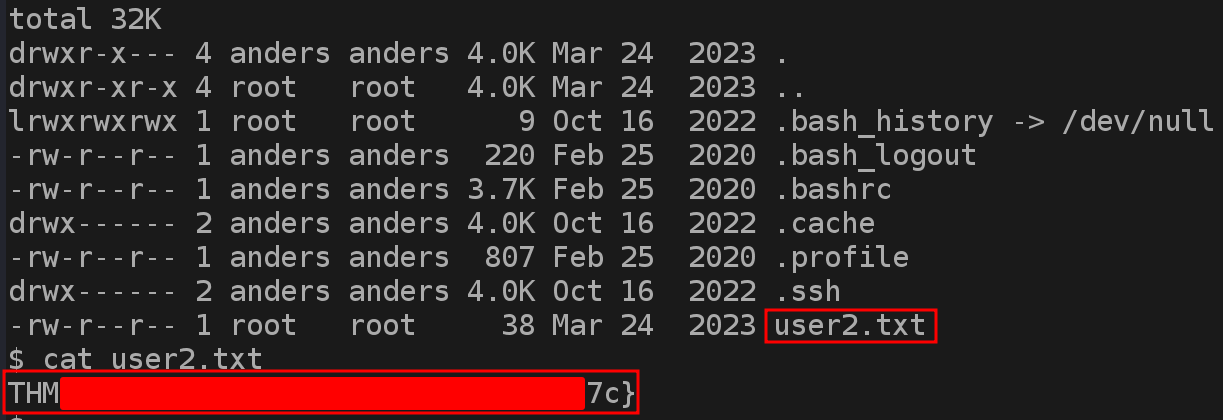 total 32K
drwxr-x--- 4 anders anders 4.0K Mar 24  2023 .
drwxr-xr-x 4 root   root   4.0K Mar 24  2023 ..
lrwxrwxrwx 1 root   root      9 Oct 16  2022 .bash_history -> /dev/null
-rw-r--r-- 1 anders anders  220 Feb 25  2020 .bash_logout
-rw-r--r-- 1 anders anders 3.7K Feb 25  2020 .bashrc
drwx------ 2 anders anders 4.0K Oct 16  2022 .cache
-rw-r--r-- 1 anders anders  807 Feb 25  2020 .profile
drwx------ 2 anders anders 4.0K Oct 16  2022 .ssh
-rw-r--r-- 1 root   root     38 Mar 24  2023 user2.txt
$ cat user2.txt
THM 7c}
$